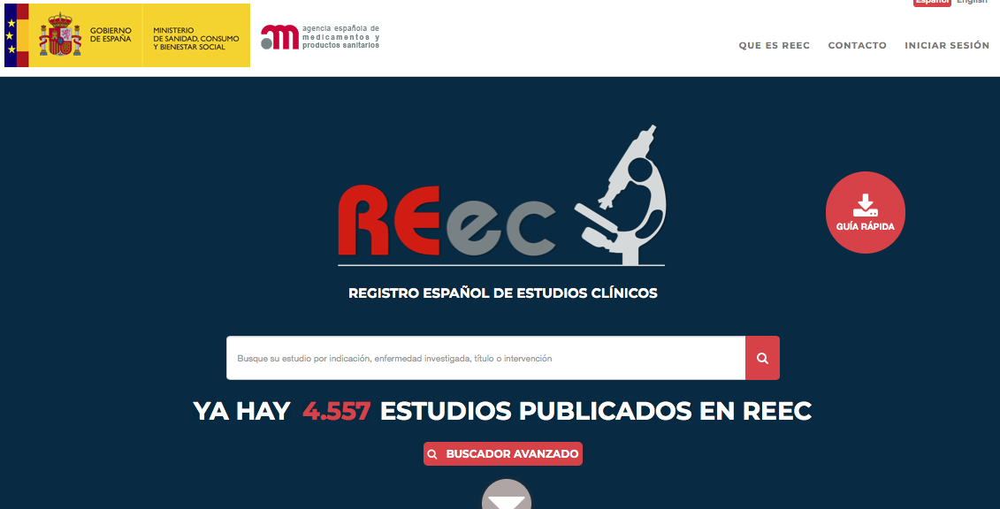 Español English
GOBIERNO
DE ESPAÑA
MINISTERIO
DE SANIDAD, CONSUMO
Y BIENESTAR SOCIAL
am
agencia española de
medicamentos y
productos sanitarios
QUE ES REEC CONTACTO INICIAR SESIÓN
REec
GUÍA RÁPIDA
REGISTRO ESPAÑOL DE ESTUDIOS CLÍNICOS
Busque su estudio por indicación, enfermedad investigada, título o intervención
YA HAY 4.557 ESTUDIOS PUBLICADOS EN REEC
BUSCADOR AVANZADO